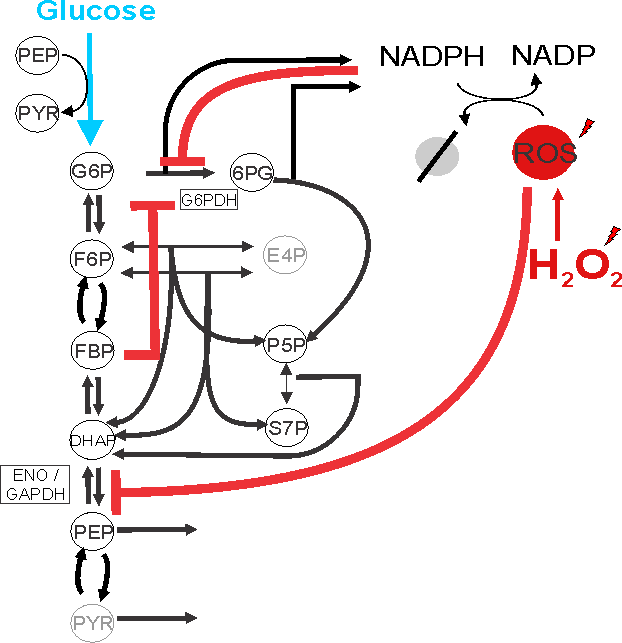 Glucose
PEP
PYR
NADPH
NADP
ROS
G6P
6PG
G6PDH
H2O2
F6P
E4P
FBP
P5P
DHAP
S7P
ENO /
GAPDH
PEP
PYR